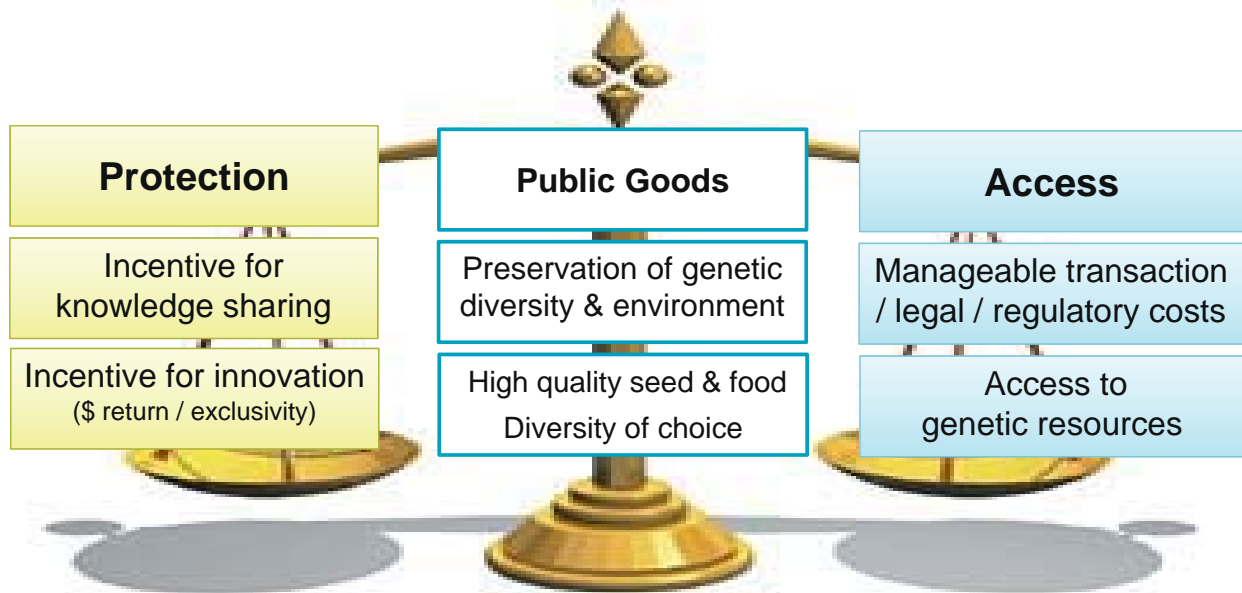 Protection
Incentive for
knowledge sharing
Incentive for innovation
($ return / exclusivity)
Public Goods
Preservation of genetic
diversity & environment
High quality seed & food
Diversity of choice
Access
Manageable transaction
/ legal / regulatory costs
Access to
genetic resources